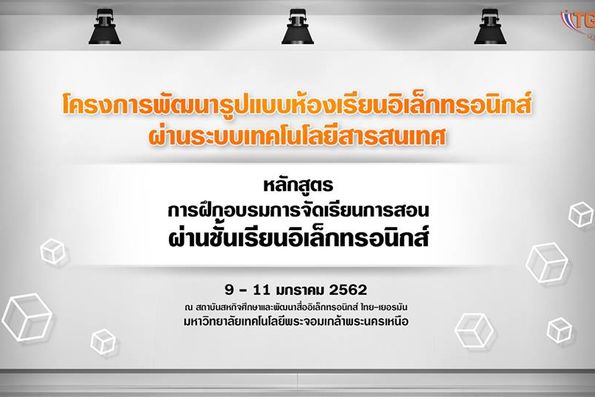 TG
โครงการพัฒนารูปแบบห้องเรียนอิเล็กทรอนิกส์
ผ่านระบบเทคโนโลยีสารสนเทศ
หลักสูตร
การฝึกอบรมการจัดเรียนการสอน
ผ่านชั้นเรียนอิเล็กทรอนิกส์
9 - 11 มกราคม 2562
ณ สถาบันสหกิจศึกษาและพัฒนาสื่ออิเล็กทรอนิกส์ ไทย-เยอรมัน
มหาวิทยาลัยเทคโนโลยีพระจอมเกล้าพระนครเหนือ